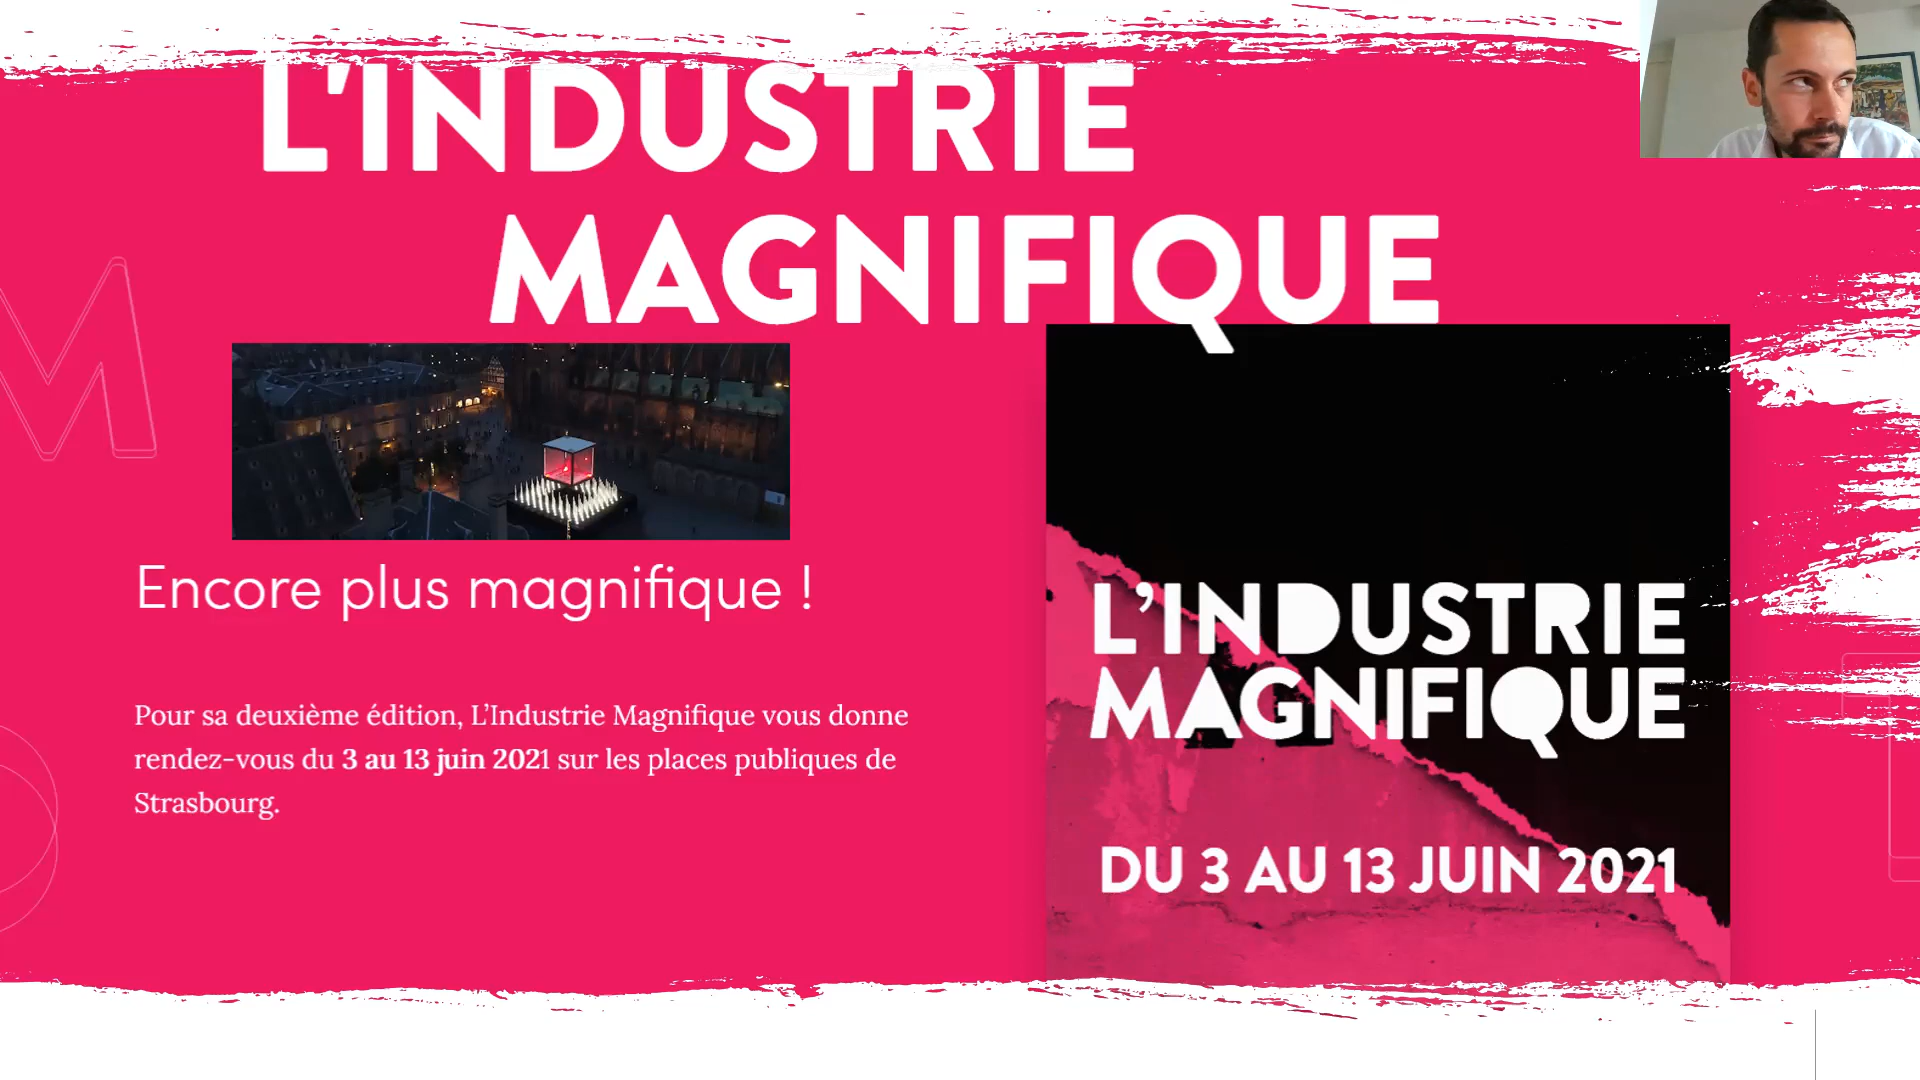 L'INDUSTRIE
MAGNIFIQUE
Encore plus magnifique !
Pour sa deuxième édition, L’Industrie Magnifique vous donne
rendez-vous du 3 au 13 juin 2021 sur les places publiques de
Strasbourg.
L’INDUSTRIE
MAGNIFIQUE
DU 3 AU 13 JUIN 2021